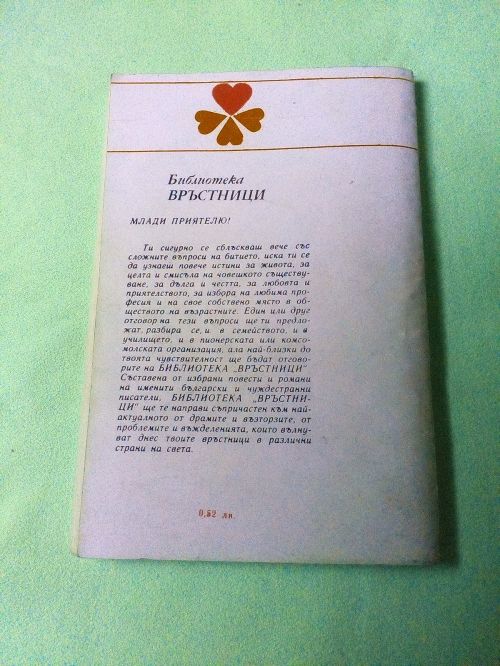 Библиотека
ВРЪСТНИЦИ
МЛАДИ ПРИЯТЕЛЮ!
Ти сигурно се сблъскваш вече със
сложните въпроси на битието, иска ти се
да узнаеш повече истини за живота, за
целта и смисъла на човешкото съществу-
ване, за дълга и честта, за любовта и
приятелството, за избора на любима про-
фесия и на свое собствено място в об-
ществото на възрастните. Един или друг
отговор на тези въпроси ще ти предло-
жат, разбира се, и в семейството, и в
училището, и в пионерската или комсо-
молската организация, ала най-близки до
твоята чувствителност ще бъдат отгово-
рите на БИБЛИОТЕКА „ВРЪСТНИЦИ"
Съставена от избрани повести и романи
на именити български и чуждестранни
писатели, БИБЛИОТЕКА „ВРЪСТНИ-
ЦИ" ще те направи съпричастен към най-
актуалното от драмите и възторзите, от
проблемите и въжделенията, които вълну-
ват днес твоите връстници в различни
страни на света.
0,52 лв.